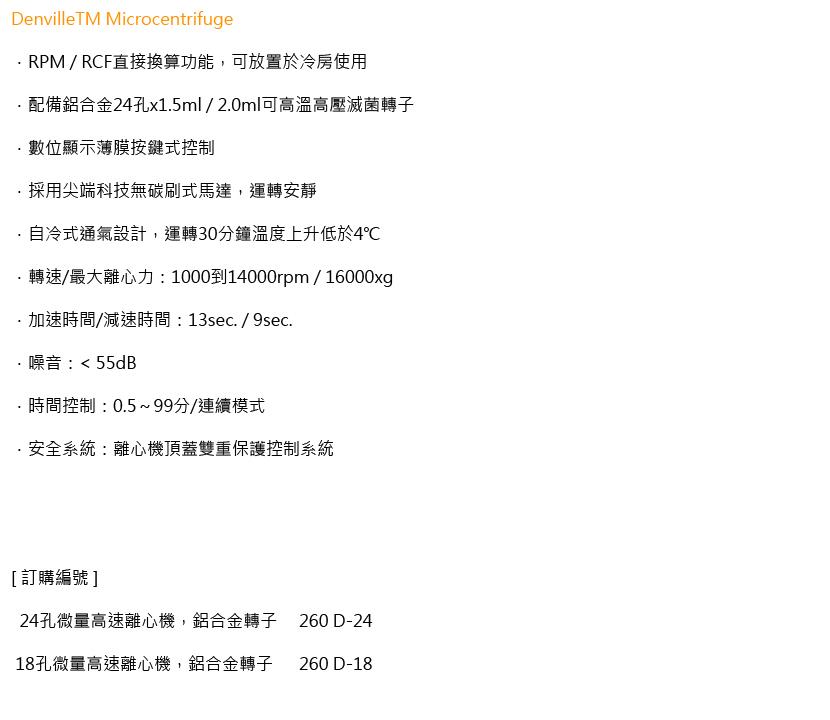 DenvilleTM Microcentrifuge
．RPM / RCF直接換算功能，可放置於冷房使用
．配備鋁合金24孔x1.5ml / 2.0ml可高溫高壓滅菌轉子
．數位顯示薄膜按鍵式控制
．採用尖端科技無碳刷式馬達，運轉安靜
．自冷式通氣設計，運轉30分鐘溫度上升低於4℃
．轉速/最大離心力：1000到14000rpm / 16000xg
．加速時間/減速時間：13sec. / 9sec.
．噪音：< 55dB
．時間控制：0.5～99分/連續模式
．安全系統：離心機頂蓋雙重保護控制系統
[ 訂購編號 ]
24孔微量高速離心機，鋁合金轉子 260 D-24
18孔微量高速離心機，鋁合金轉子 260 D-18